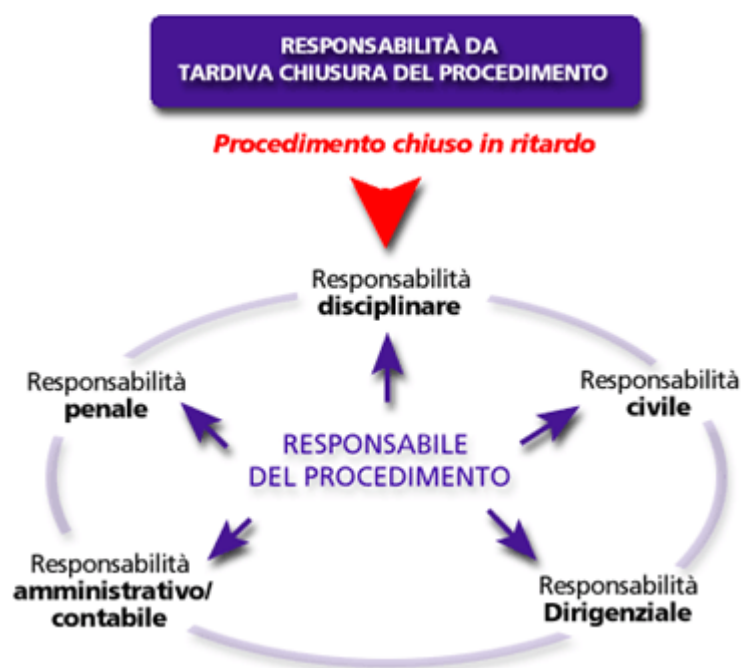 RESPONSABILITÀ DA
TARDIVA CHIUSURA DEL PROCEDIMENTO
Procedimento chiuso in ritardo
Responsabilità
disciplinare
Responsabilità
penale
Responsabilità
civile
RESPONSABILE
DEL PROCEDIMENTO
Responsabilità
amministrativo/
contabile
Responsabilità
Dirigenziale